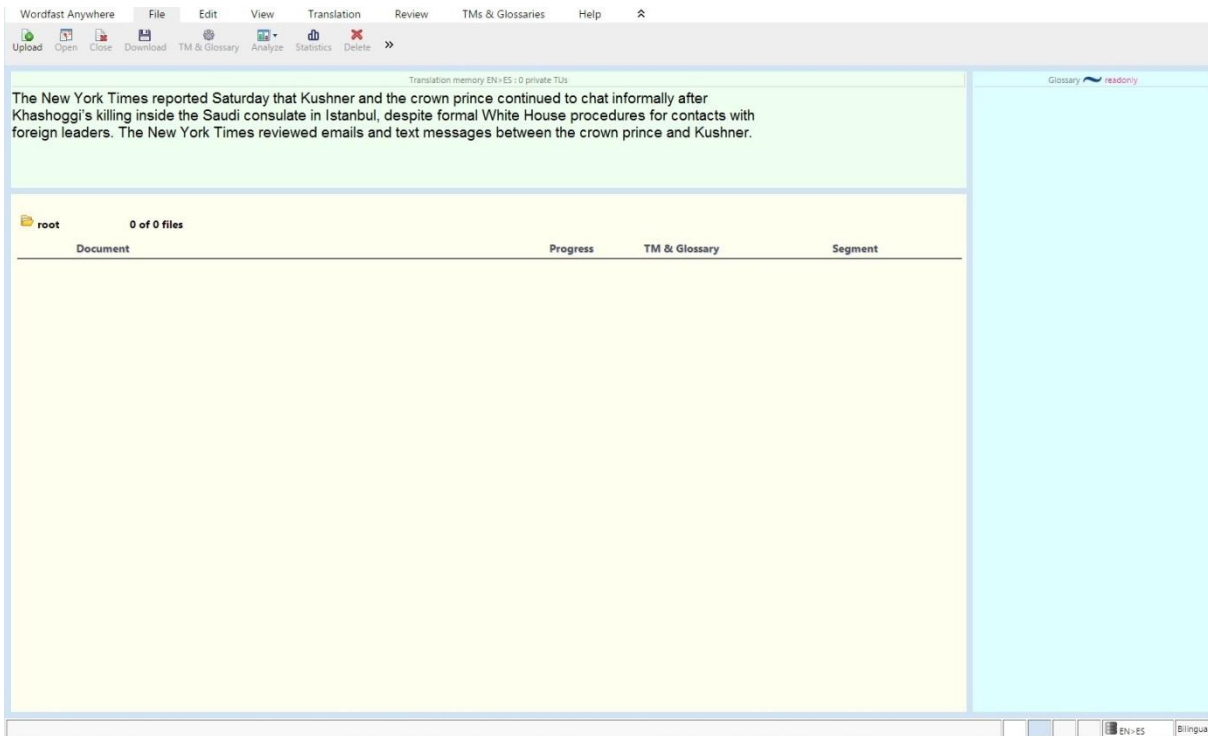 Wordfast Anywhere File Edit View Translation Review TMs & Glossaries Help
Upload Open Close Download TM & Glossary Analyze Statistics Delete »
Translation memory EN>ES : 0 private TUs
Glossary readonly
The New York Times reported Saturday that Kushner and the crown prince continued to chat informally after
Khashoggi’s killing inside the Saudi consulate in Istanbul, despite formal White House procedures for contacts with
foreign leaders. The New York Times reviewed emails and text messages between the crown prince and Kushner.
root 0 of 0 files
Document Progress TM & Glossary Segment
EN>ES Bilingua